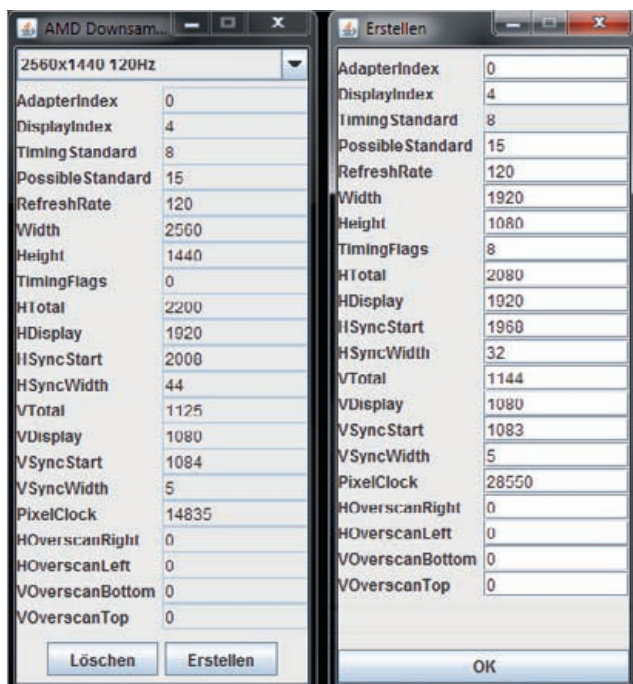 AMD Downsam...
2560x1440 120Hz
AdapterIndex 0
DisplayIndex 4
TimingStandard 8
PossibleStandard 15
RefreshRate 120
Width 2560
Height 1440
TimingFlags 0
HTotal 2200
HDisplay 1920
HSyncStart 2008
HSyncWidth 44
VTotal 1125
VDisplay 1080
VSyncStart 1084
VSyncWidth 5
PixelClock 14835
HOverscanRight 0
HOverscanLeft 0
VOverscanBottom 0
VOverscanTop 0
Löschen Erstellen
Erstellen
AdapterIndex 0
DisplayIndex 4
TimingStandard 8
PossibleStandard 15
RefreshRate 120
Width 1920
Height 1080
TimingFlags 8
HTotal 2080
HDisplay 1920
HSyncStart 1968
HSyncWidth 32
VTotal 1144
VDisplay 1080
VSyncStart 1083
VSyncWidth 5
PixelClock 28550
HOverscanRight 0
HOverscanLeft 0
VOverscanBottom 0
VOverscanTop 0
OK